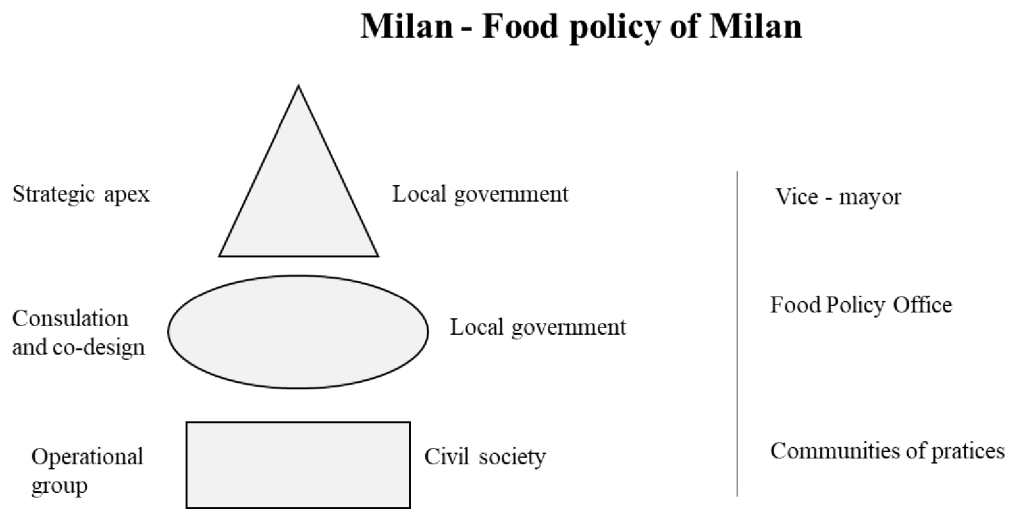 Milan - Food policy of Milan
Strategic apex
Local government
Vice - mayor
Consulation
and co-design
Local government
Food Policy Office
Operational
group
Civil society
Communities of pratices